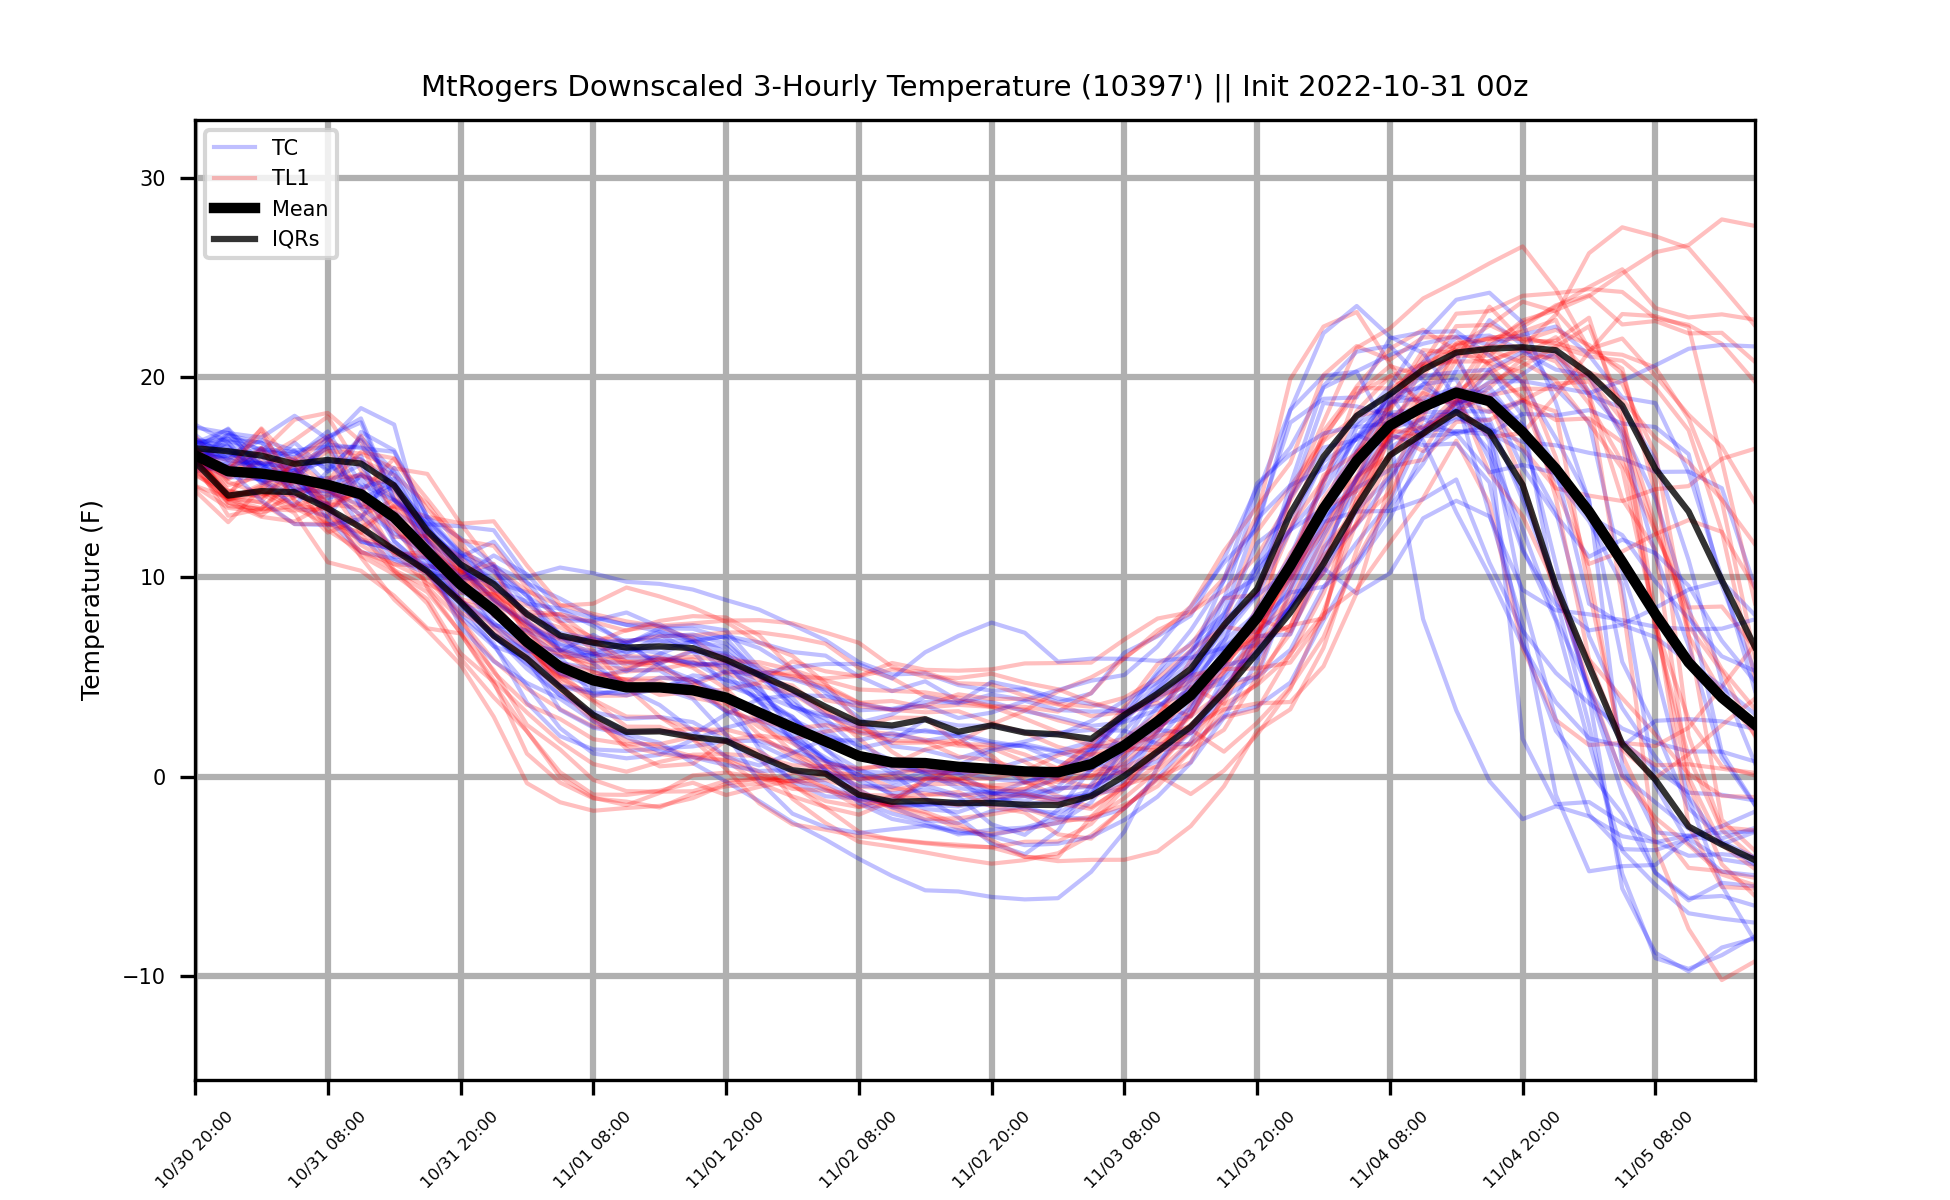 MtRogers Downscaled 3-Hourly Temperature (10397') || Init 2022-10-31 00z
TC
TL1
Mean
IQRs
Temperature (F)
30
20
10
0
−10
10/30 20:00
10/31 08:00
10/31 20:00
11/01 08:00
11/01 20:00
11/02 08:00
11/02 20:00
11/03 08:00
11/03 20:00
11/04 08:00
11/04 20:00
11/05 08:00